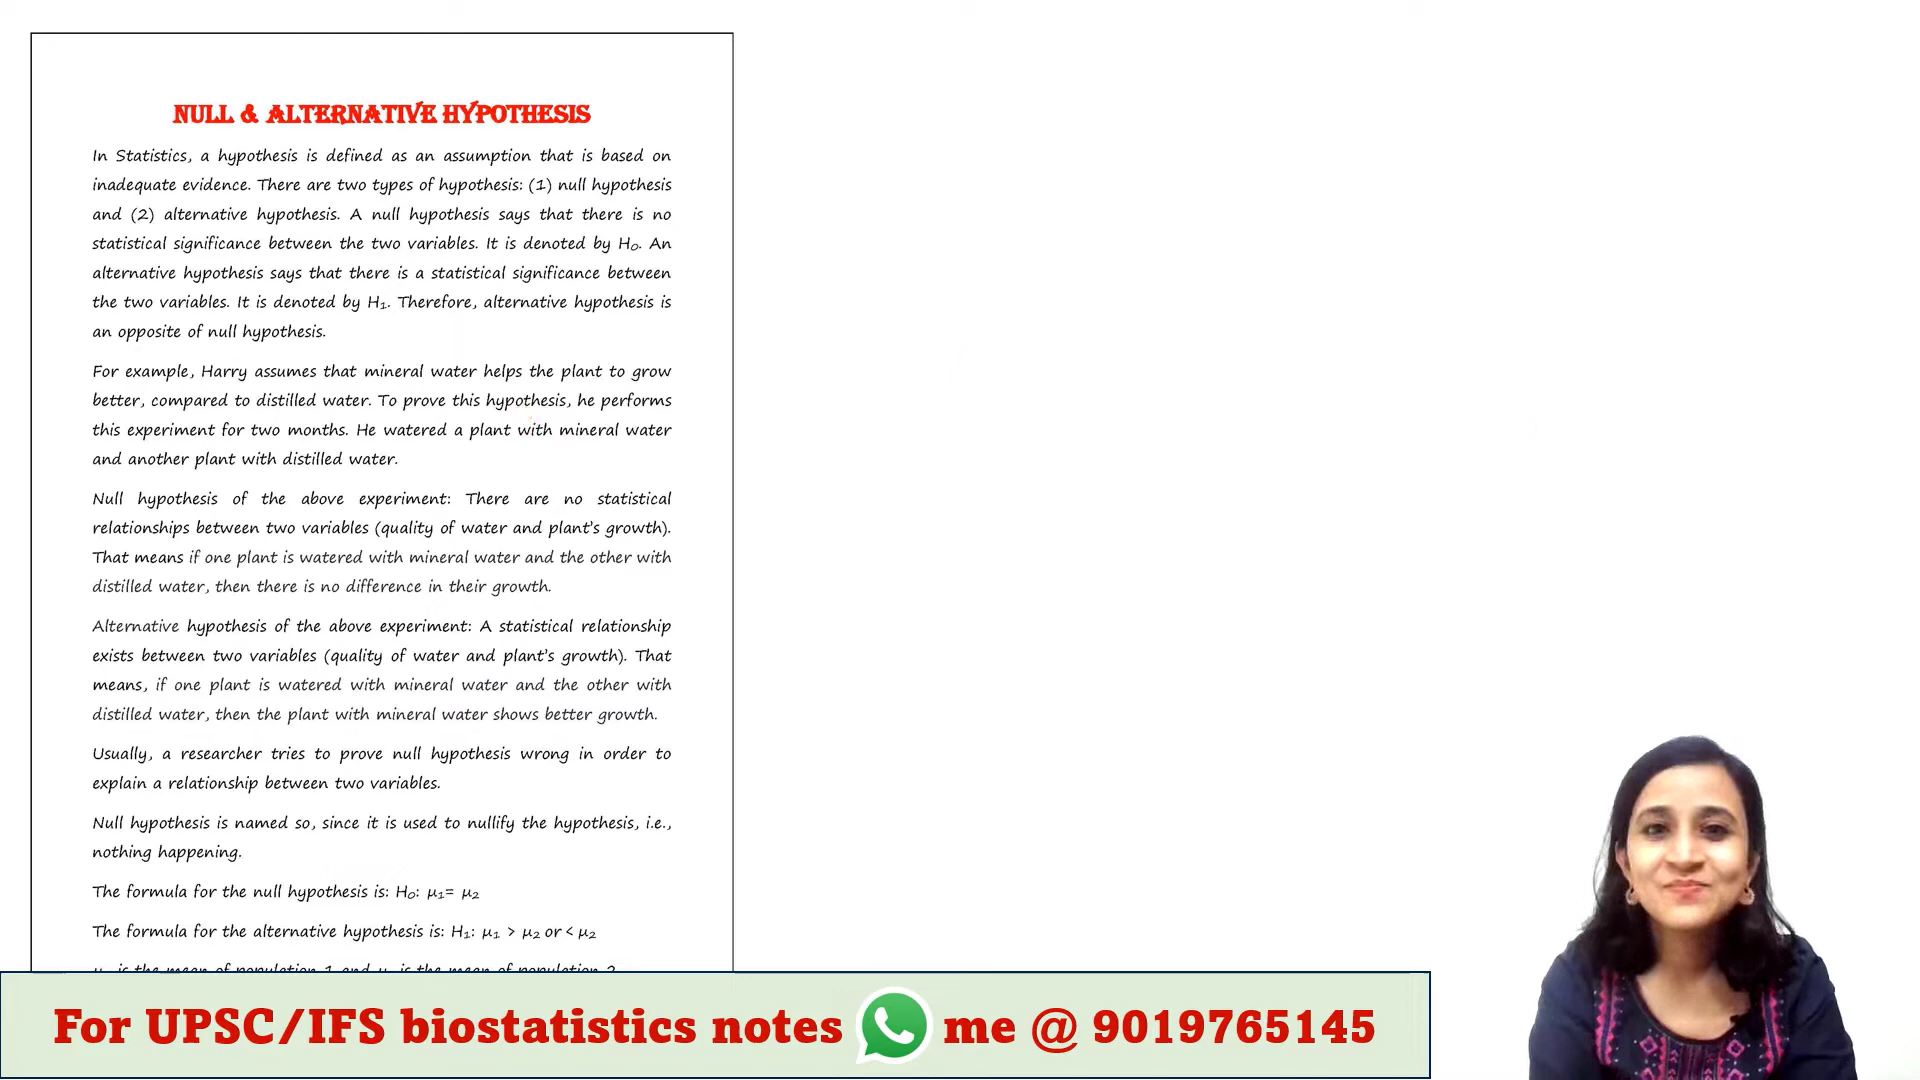 NULL & ALTERNATIVE HYPOTHESIS
In Statistics, a hypothesis is defined as an assumption that is based on
inadequate evidence. There are two types of hypothesis: (1) null hypothesis
and (2) alternative hypothesis. A null hypothesis says that there is no
statistical significance between the two variables. It is denoted by H₀. An
alternative hypothesis says that there is a statistical significance between
the two variables. It is denoted by H₁. Therefore, alternative hypothesis is
an opposite of null hypothesis.
For example, Harry assumes that mineral water helps the plant to grow
better, compared to distilled water. To prove this hypothesis, he performs
this experiment for two months. He watered a plant with mineral water
and another plant with distilled water.
Null hypothesis of the above experiment: There are no statistical
relationships between two variables (quality of water and plant's growth).
That means if one plant is watered with mineral water and the other with
distilled water, then there is no difference in their growth.
Alternative hypothesis of the above experiment: A statistical relationship
exists between two variables (quality of water and plant's growth). That
means, if one plant is watered with mineral water and the other with
distilled water, then the plant with mineral water shows better growth.
Usually, a researcher tries to prove null hypothesis wrong in order to
explain a relationship between two variables.
Null hypothesis is named so, since it is used to nullify the hypothesis, i.e.,
nothing happening.
The formula for the null hypothesis is: H₀: μ₁= μ₂
The formula for the alternative hypothesis is: H₁: μ₁ > μ₂ or < μ₂
is the mean of population 1 and is the mean of population 2
For UPSC/IFS biostatistics notes me @ 9019765145